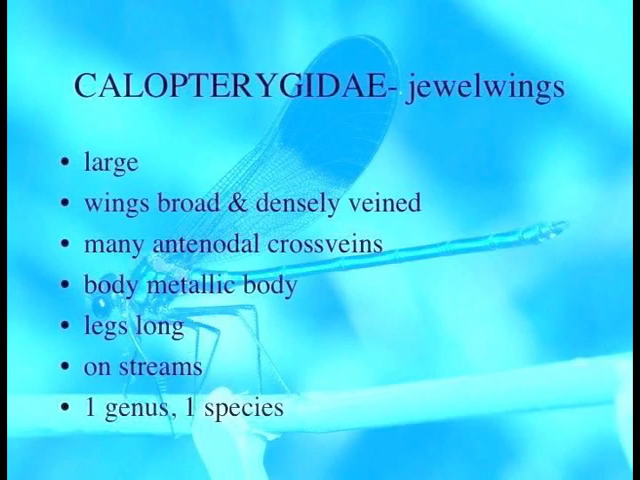 CALOPTERYGIDAE- jewelwings
• large
• wings broad & densely veined
• many antenodal crossveins
• body metallic body
• legs long
• on streams
• 1 genus, 1 species